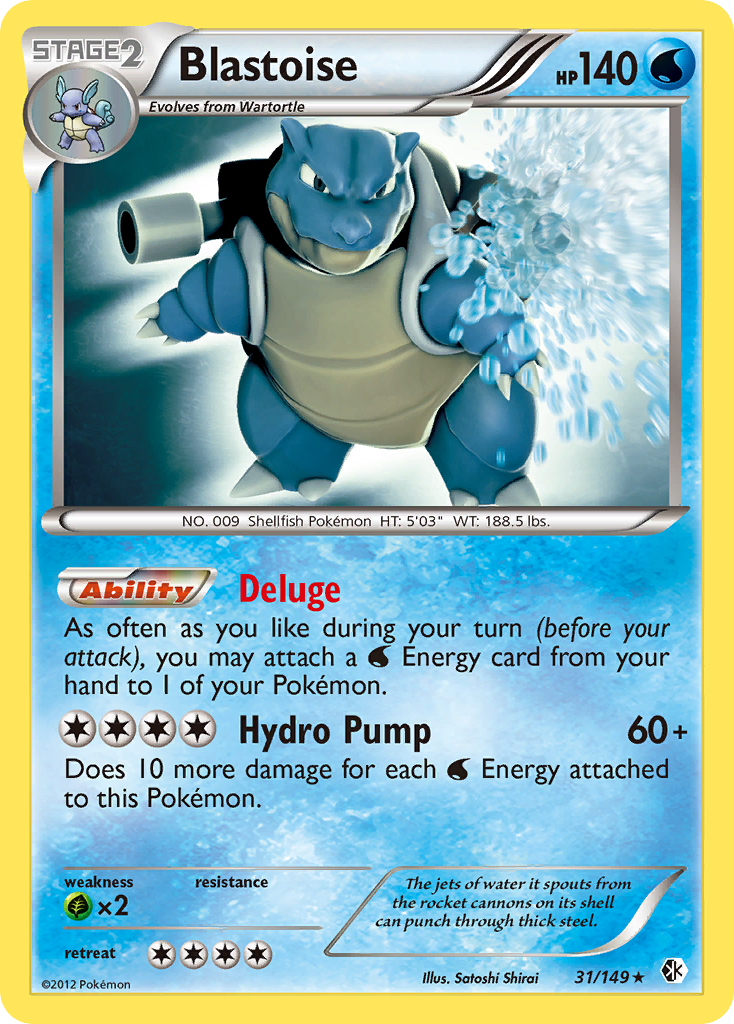 STAGE2
Blastoise
HP140
Evolves from Wartortle
NO. 009 Shellfish Pokémon HT: 5'03" WT: 188.5 lbs.
Ability Deluge
As often as you like during your turn (before your
attack), you may attach a Energy card from your
hand to 1 of your Pokémon.
Hydro Pump 60+
Does 10 more damage for each Energy attached
to this Pokémon.
weakness resistance
×2
retreat
The jets of water it spouts from
the rocket cannons on its shell
can punch through thick steel.
©2012 Pokémon
Illus. Satoshi Shirai
31/149★